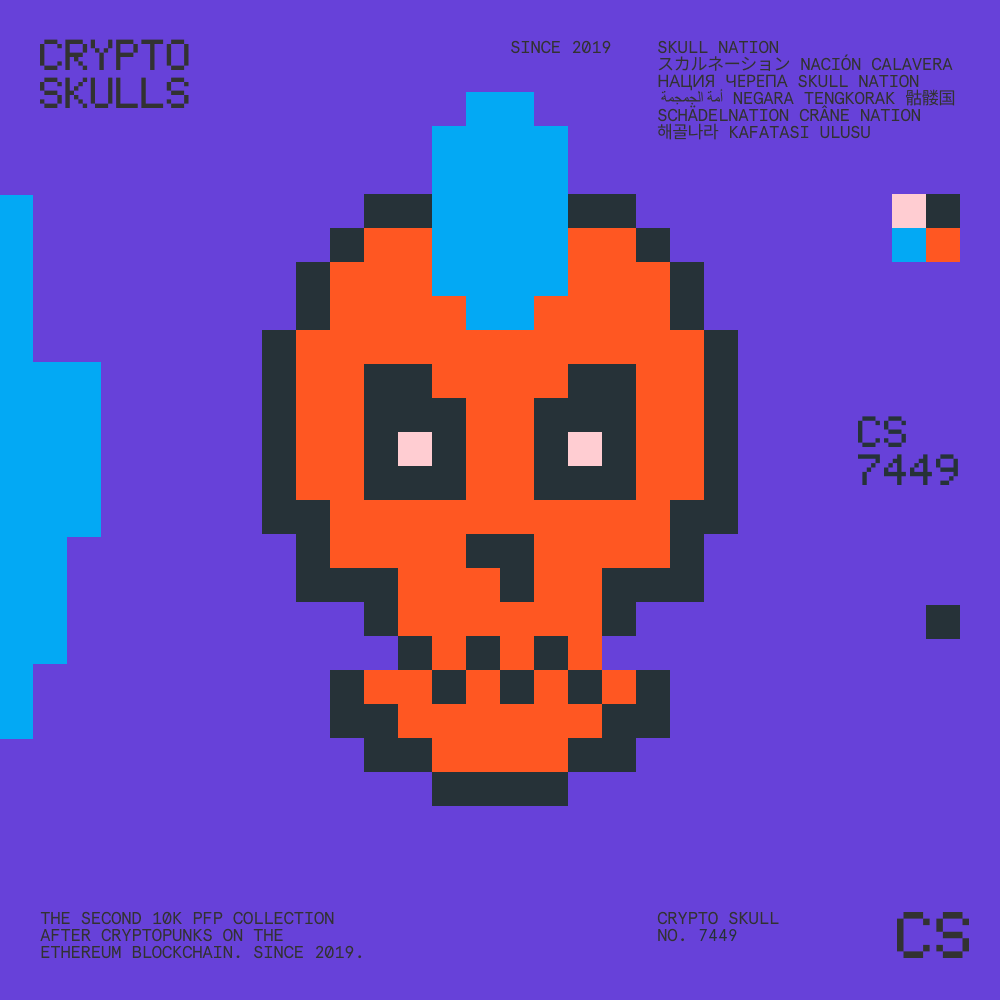 CRYPTO
SKULLS
SINCE 2019
SKULL NATION
スカルネーション NACIÓN CALAVERA
НАЦИЯ ЧЕРЕПА SKULL NATION
أمة الجمجمة NEGARA TENGKORAK 骷髅国
SCHÄDELNATION CRÂNE NATION
해골나라 KAFATASI ULUSU
CS
7449
THE SECOND 10K PFP COLLECTION
AFTER CRYPTOPUNKS ON THE
ETHEREUM BLOCKCHAIN. SINCE 2019.
CRYPTO SKULL
NO. 7449
CS